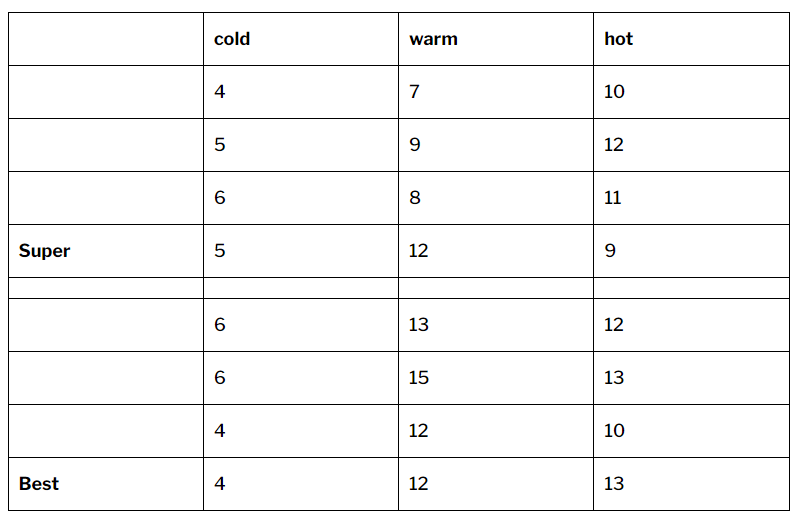 cold warm hot
4 7 10
5 9 12
6 8 11
Super 5 12 9
6 13 12
6 15 13
4 12 10
Best 4 12 13